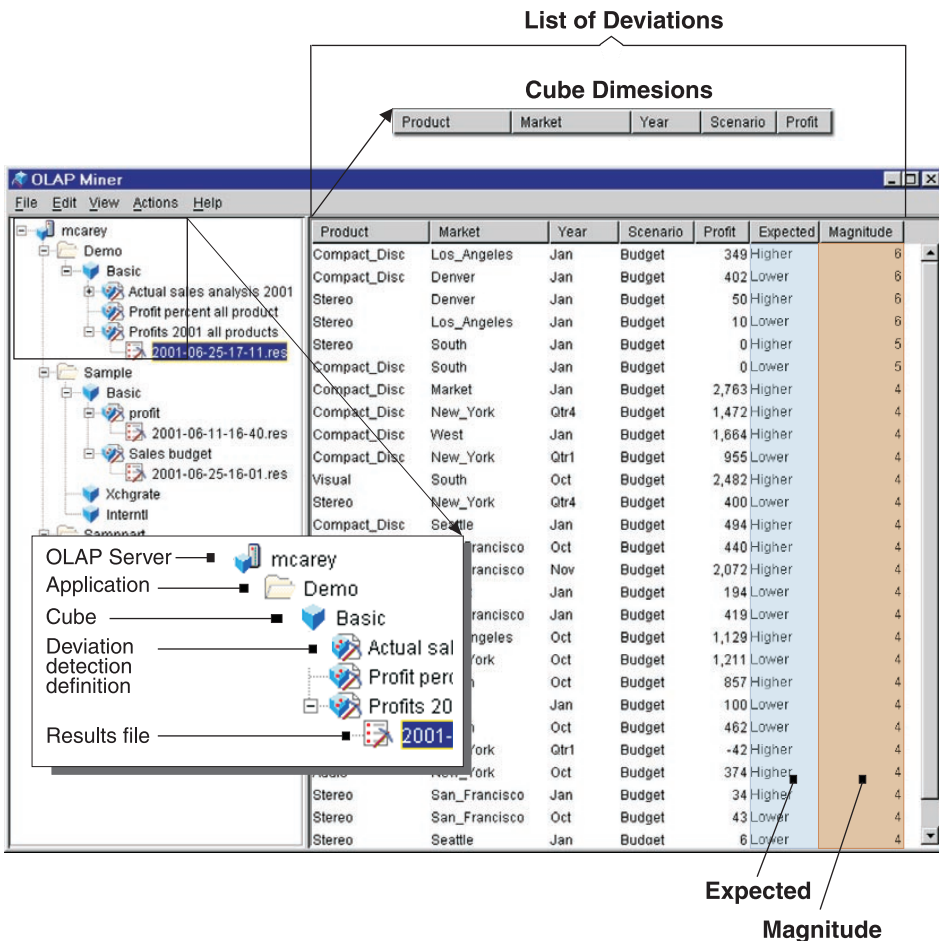 List of Deviations
Cube Dimesions
Product Market Year Scenario Profit
OLAP Miner
File Edit View Actions Help
mcarey
Demo
Basic
Actual sales analysis 2001
Profit percent all product
Profits 2001 all products
2001-06-25-17-11.res
Sample
Basic
profit
2001-06-11-16-40.res
Sales budget
2001-06-25-16-01.res
Xchgrate
Interntl
Sampnart
OLAP Server mcarey
Application Demo
Cube Basic
Deviation detection definition Actual sal
Profit perc
Profits 20
Results file 2001-
Product Market Year Scenario Profit Expected Magnitude
Compact_Disc Los_Angeles Jan Budget 349 Higher 6
Compact_Disc Denver Jan Budget 402 Lower 6
Stereo Denver Jan Budget 50 Higher 6
Stereo Los_Angeles Jan Budget 10 Lower 6
Stereo South Jan Budget 0 Higher 5
Compact_Disc South Jan Budget 0 Lower 5
Compact_Disc Market Jan Budget 2,763 Higher 4
Compact_Disc New_York Qtr4 Budget 1,472 Higher 4
Compact_Disc West Jan Budget 1,664 Higher 4
Compact_Disc New_York Qtr1 Budget 955 Lower 4
Visual South Oct Budget 2,482 Higher 4
Stereo New_York Qtr4 Budget 400 Lower 4
Compact_Disc Seattle Jan Budget 494 Higher 4
rancisco Oct Budget 440 Higher 4
rancisco Nov Budget 2,072 Higher 4
Jan Budget 194 Lower 4
rancisco Jan Budget 419 Lower 4
ngeles Oct Budget 1,129 Higher 4
York Oct Budget 1,211 Lower 4
Oct Budget 857 Higher 4
Jan Budget 100 Lower 4
Oct Budget 462 Lower 4
York Qtr1 Budget -42 Higher 4
Audio New_York Oct Budget 374 Higher 4
Stereo San_Francisco Jan Budget 34 Higher 4
Stereo San_Francisco Oct Budget 43 Lower 4
Stereo Seattle Jan Budget 6 Lower 4
Expected
Magnitude